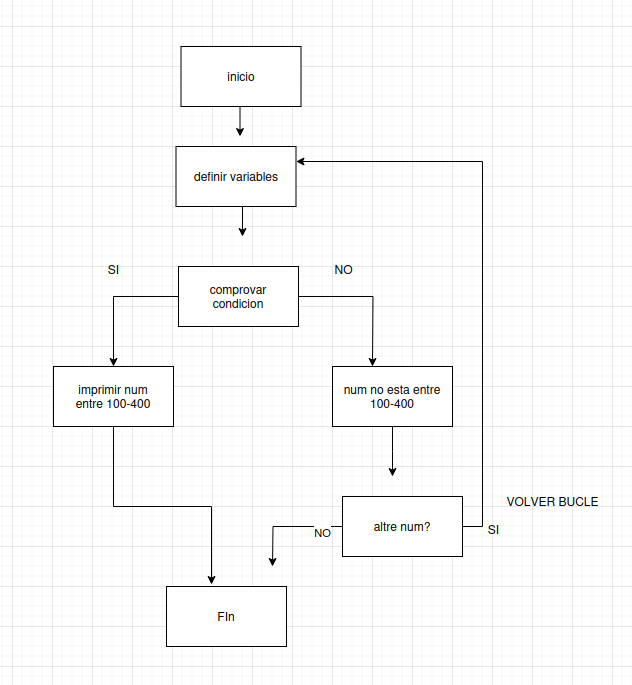 inicio
definir variables
SI
NO
comprovar
condicion
imprimir num
entre 100-400
num no esta entre
100-400
VOLVER BUCLE
altre num?
SI
NO
FIn